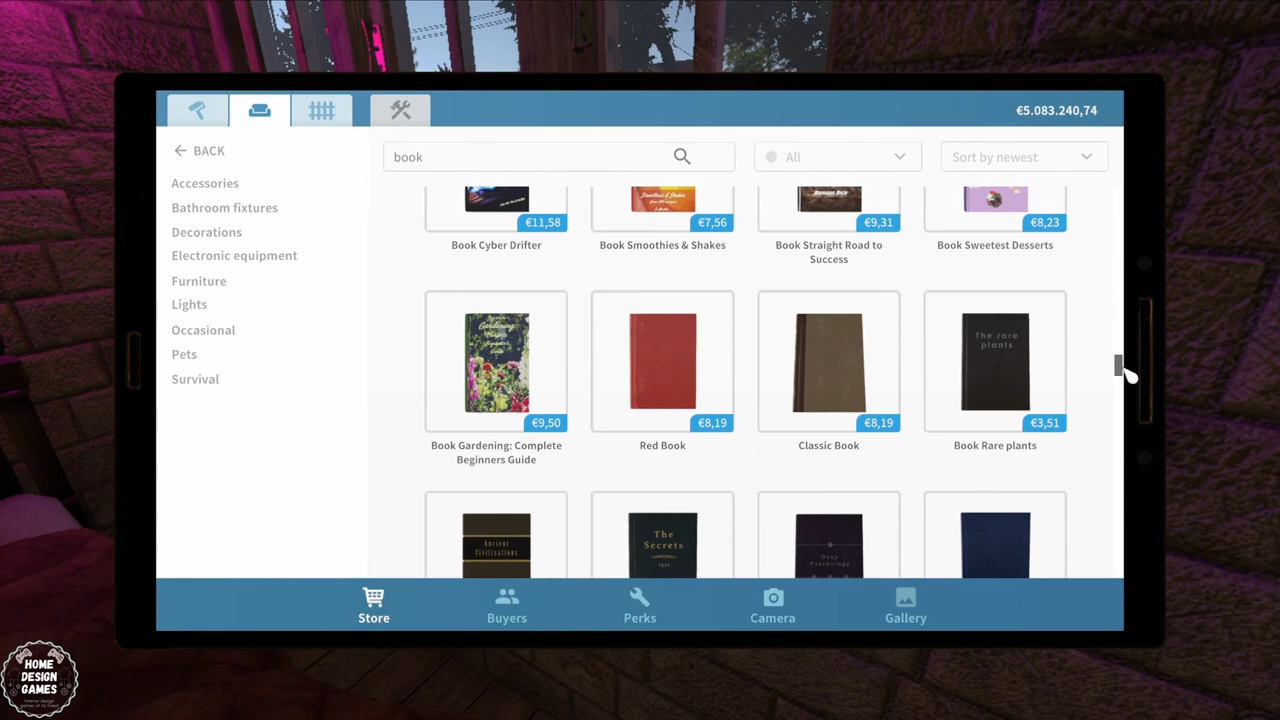 €5.083.240,74
BACK
book
All
Sort by newest
Accessories
Bathroom fixtures
Decorations
Electronic equipment
Furniture
Lights
Occasional
Pets
Survival
€11,58
€7,56
€9,31
€8,23
Book Cyber Drifter
Book Smoothies & Shakes
Book Straight Road to
Success
Book Sweetest Desserts
Gardening
The rare
plants
€9,50
€8,19
€8,19
€3,51
Book Gardening: Complete
Beginners Guide
Red Book
Classic Book
Book Rare plants
Ancient
Civilizations
The
Secrets
Deep
Psychology
Store
Buyers
Perks
Camera
Gallery
HOME
DESIGN
GAMES